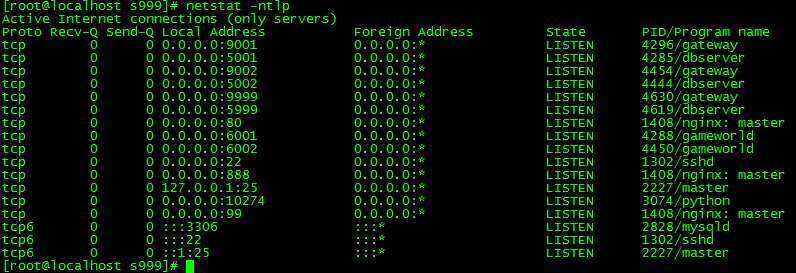 [root@localhost s999]# netstat -ntlp
Active Internet connections (only servers)
Proto Recv-Q Send-Q Local Address           Foreign Address         State       PID/Program name
tcp        0      0 0.0.0.0:9001            0.0.0.0:*               LISTEN      4296/gateway
tcp        0      0 0.0.0.0:5001            0.0.0.0:*               LISTEN      4285/dbserver
tcp        0      0 0.0.0.0:9002            0.0.0.0:*               LISTEN      4454/gateway
tcp        0      0 0.0.0.0:5002            0.0.0.0:*               LISTEN      4444/dbserver
tcp        0      0 0.0.0.0:9999            0.0.0.0:*               LISTEN      4630/gateway
tcp        0      0 0.0.0.0:5999            0.0.0.0:*               LISTEN      4619/dbserver
tcp        0      0 0.0.0.0:80              0.0.0.0:*               LISTEN      1408/nginx: master
tcp        0      0 0.0.0.0:6001            0.0.0.0:*               LISTEN      4288/gameworld
tcp        0      0 0.0.0.0:6002            0.0.0.0:*               LISTEN      4450/gameworld
tcp        0      0 0.0.0.0:22              0.0.0.0:*               LISTEN      1302/sshd
tcp        0      0 0.0.0.0:888             0.0.0.0:*               LISTEN      1408/nginx: master
tcp        0      0 127.0.0.1:25            0.0.0.0:*               LISTEN      2227/master
tcp        0      0 0.0.0.0:10274           0.0.0.0:*               LISTEN      3074/python
tcp        0      0 0.0.0.0:99              0.0.0.0:*               LISTEN      1408/nginx: master
tcp6       0      0 :::3306                 :::*                    LISTEN      2828/mysqld
tcp6       0      0 :::22                   :::*                    LISTEN      1302/sshd
tcp6       0      0 ::1:25                  :::*                    LISTEN      2227/master
[root@localhost s999]#